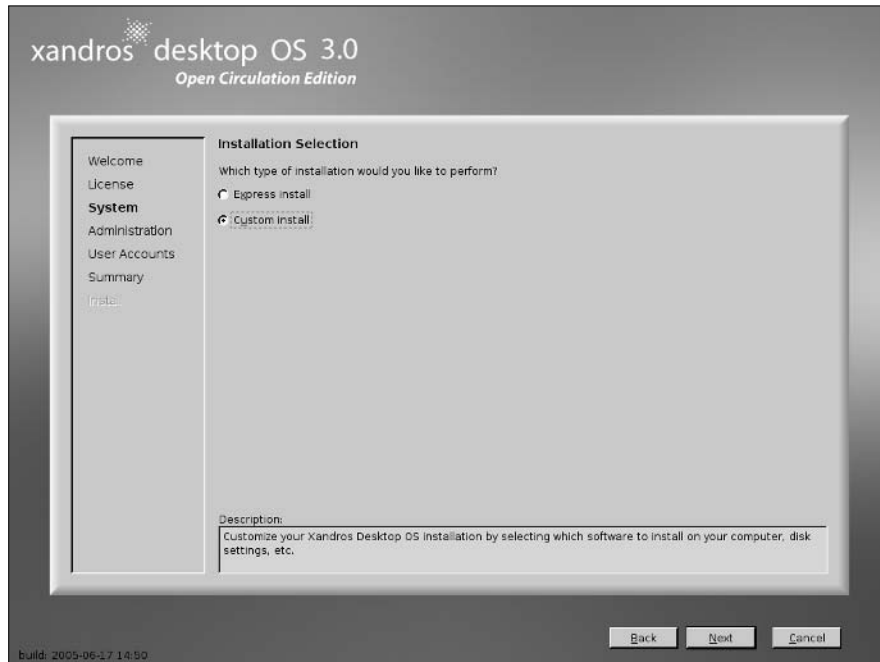 xandros desktop OS 3.0
Open Circulation Edition
Welcome
License
System
Administration
User Accounts
Summary
Install
Installation Selection
Which type of installation would you like to perform?
Express install
Custom install
Description:
Customize your Xandros Desktop OS installation by selecting which software to install on your computer, disk
settings, etc.
Back
Next
Cancel
build: 2005-06-17 14:50